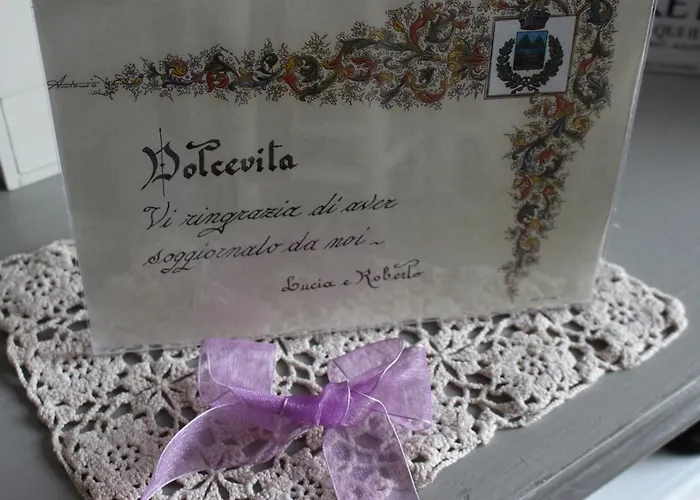 Dolcevita
Vi ringrazia di aver
soggiornato da noi~
Lucia e Roberto